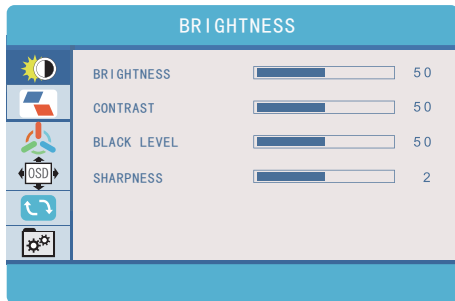 BRIGHTNESS
BRIGHTNESS 50
CONTRAST 50
BLACK LEVEL 50
OSD
SHARPNESS 2